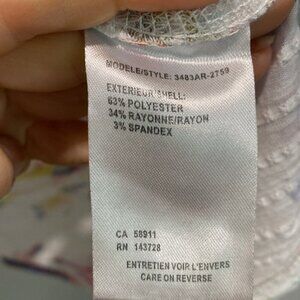 MODELE/STYLE: 3483AR-2759
EXTERIEUR/SHELL:
63% POLYESTER
34% RAYONNE/RAYON
3% SPANDEX
CA 58911
RN 143728
ENTRETIEN VOIR L'ENVERS
CARE ON REVERSE